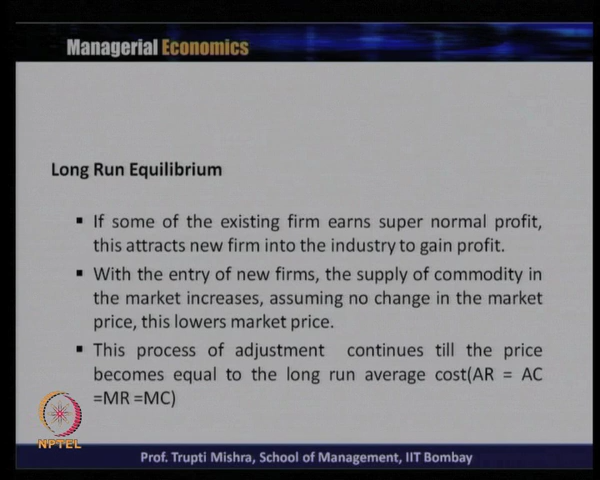 Managerial Economics
Long Run Equilibrium
▪ If some of the existing firm earns super normal profit,
this attracts new firm into the industry to gain profit.
▪ With the entry of new firms, the supply of commodity in
the market increases, assuming no change in the market
price, this lowers market price.
▪ This process of adjustment continues till the price
becomes equal to the long run average cost(AR = AC
=MR =MC)
NPTEL
Prof. Trupti Mishra, School of Management, IIT Bombay